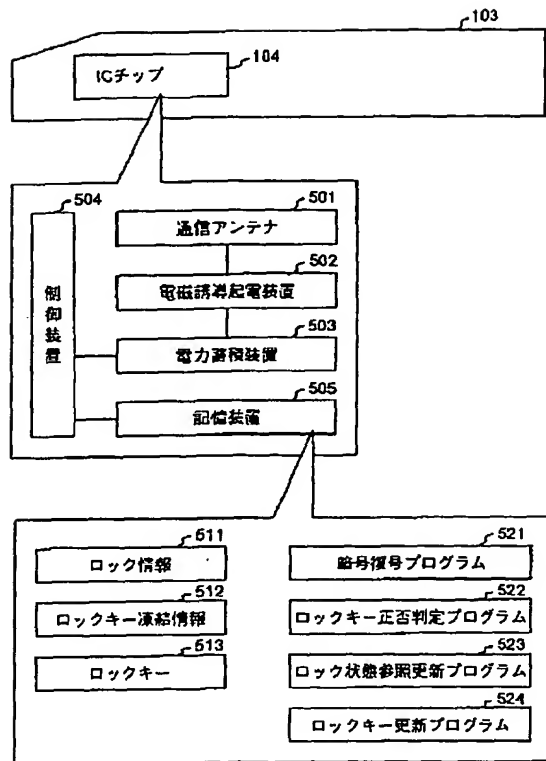 103
ICチップ
104
504
制御装置
501
通信アンテナ
502
電磁誘導起電装置
503
電力蓄積装置
505
記憶装置
511
ロック情報
512
ロックキー凍結情報
513
ロックキー
521
暗号復号プログラム
522
ロックキー正否判定プログラム
523
ロック状態参照更新プログラム
524
ロックキー更新プログラム